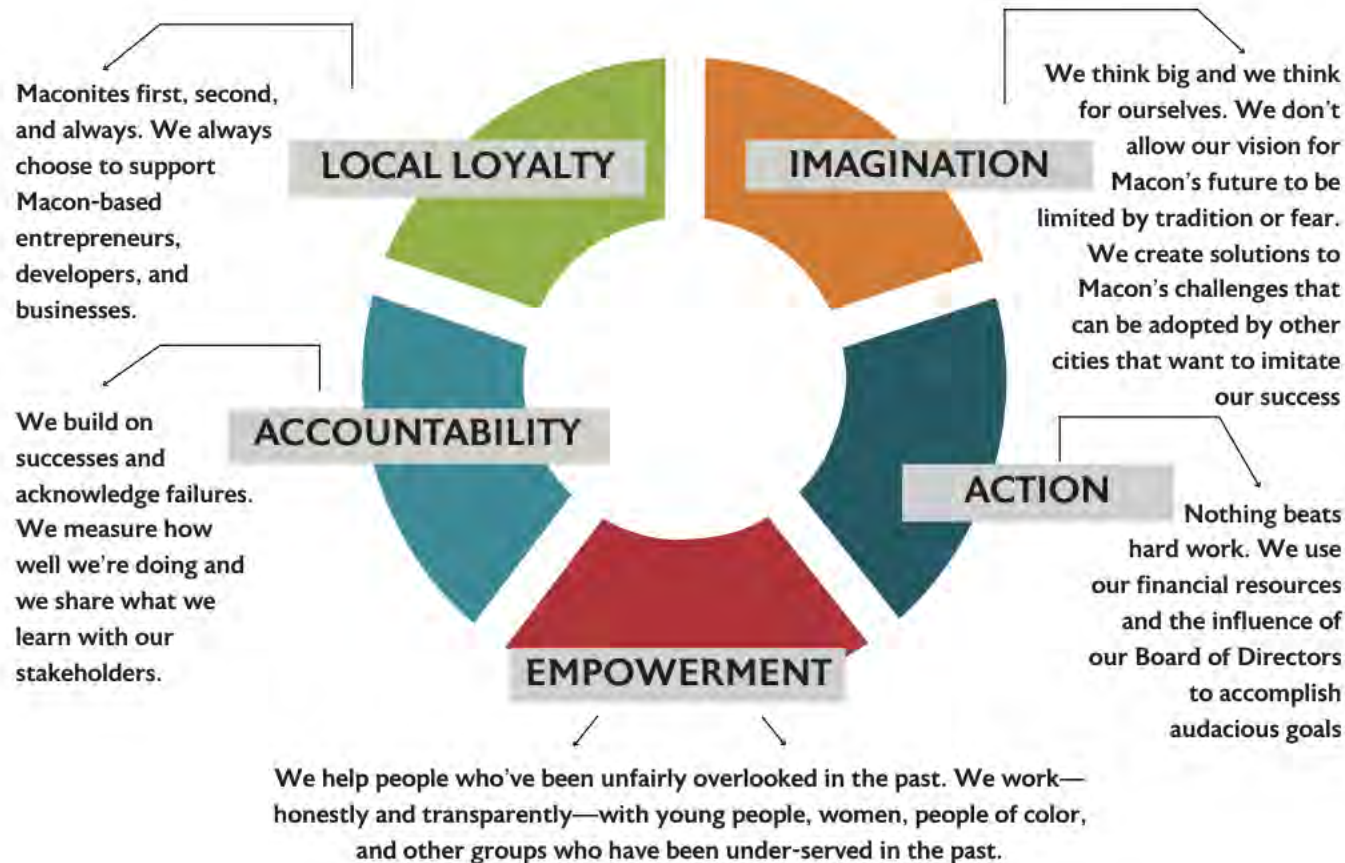 LOCAL LOYALTY
Maconites first, second,
and always. We always
choose to support
Macon-based
entrepreneurs,
developers, and
businesses.
IMAGINATION
We think big and we think
for ourselves. We don't
allow our vision for
Macon's future to be
limited by tradition or fear.
We create solutions to
Macon's challenges that
can be adopted by other
cities that want to imitate
our success
ACCOUNTABILITY
We build on
successes and
acknowledge failures.
We measure how
well we're doing and
we share what we
learn with our
stakeholders.
ACTION
Nothing beats
hard work. We use
our financial resources
and the influence of
our Board of Directors
to accomplish
audacious goals
EMPOWERMENT
We help people who've been unfairly overlooked in the past. We work—
honestly and transparently—with young people, women, people of color,
and other groups who have been under-served in the past.